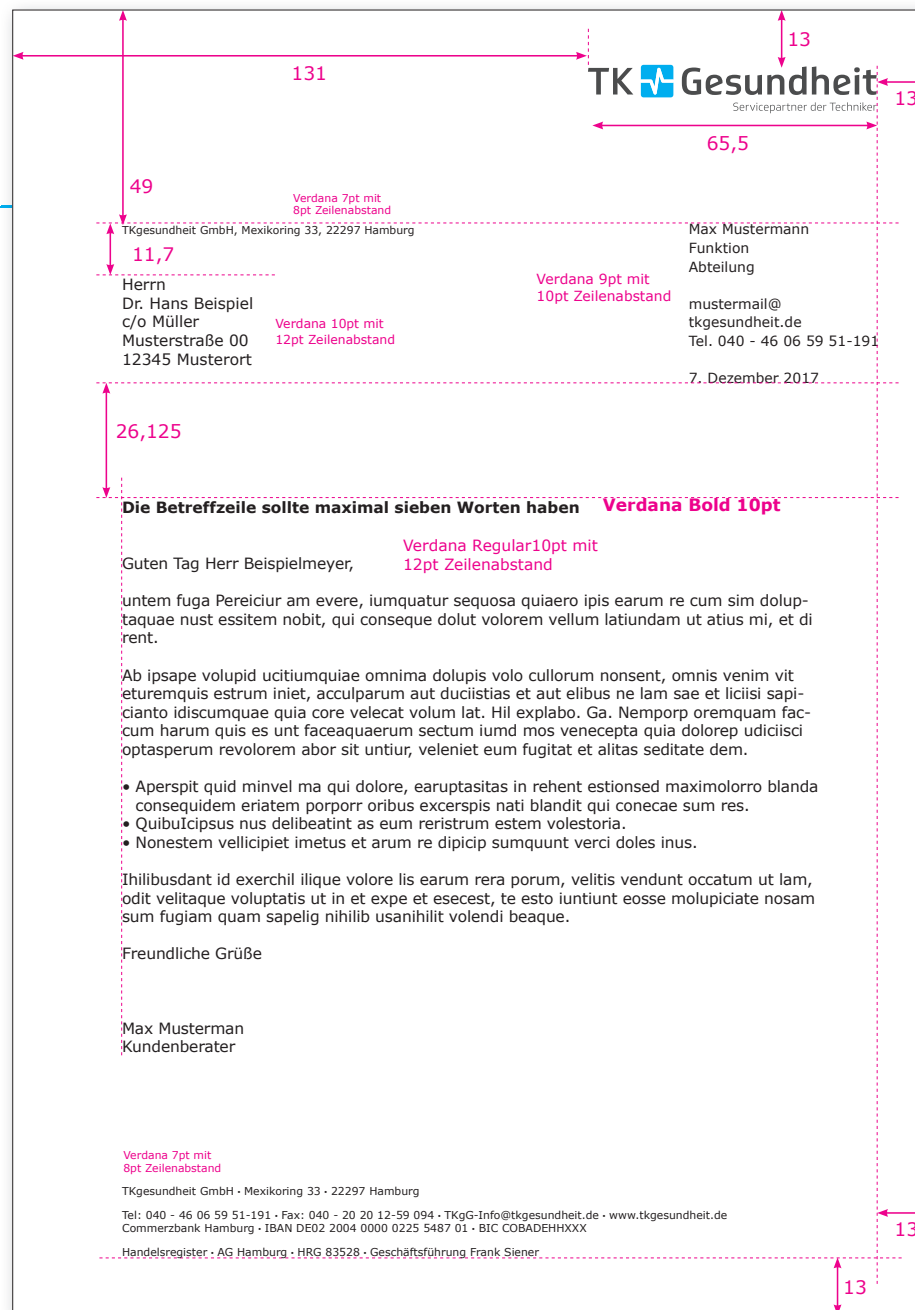 13
131
TK Gesundheit
Servicepartner der Techniker
13
65,5
49
Verdana 7pt mit
8pt Zeilenabstand
TKgesundheit GmbH, Mexikoring 33, 22297 Hamburg
11,7
Herrn
Dr. Hans Beispiel
c/o Müller
Musterstraße 00
12345 Musterort
Verdana 10pt mit
12pt Zeilenabstand
Verdana 9pt mit
10pt Zeilenabstand
Max Mustermann
Funktion
Abteilung
mustermail@
tkgesundheit.de
Tel. 040 - 46 06 59 51-191
7. Dezember 2017
26,125
Die Betreffzeile sollte maximal sieben Worten haben
Verdana Bold 10pt
Verdana Regular10pt mit
12pt Zeilenabstand
Guten Tag Herr Beispielmeyer,
untem fuga Pereiciur am evere, iumquatur sequosa quiaero ipis earum re cum sim dolup-
taquae nust essitem nobit, qui conseque dolut volorem vellum latiundam ut atius mi, et di
rent.
Ab ipsape volupid ucitiumquiae omnima dolupis volo cullorum nonsent, omnis venim vit
eturemquis estrum iniet, acculparum aut duciistias et aut elibus ne lam sae et liciisi sapi-
cianto idiscumquae quia core velecat volum lat. Hil explabo. Ga. Nemporp oremquam fac-
cum harum quis es unt faceaquaerum sectum iumd mos venecepta quia dolorep udiciisci
optasperum revolorem abor sit untiur, veleniet eum fugitat et alitas seditate dem.
• Aperspit quid minvel ma qui dolore, earuptasitas in rehent estionsed maximolorro blanda
consequidem eriatem porporr oribus excerspis nati blandit qui conecae sum res.
• QuibuIcipsus nus delibeatint as eum reristrum estem volestoria.
• Nonestem vellicipiet imetus et arum re dipicip sumquunt verci doles inus.
Ihilibusdant id exerchil ilique volore lis earum rera porum, velitis vendunt occatum ut lam,
odit velitaque voluptatis ut in et expe et esecest, te esto iuntiunt eosse molupiciate nosam
sum fugiam quam sapelig nihilib usanihilit volendi beaque.
Freundliche Grüße
Max Musterman
Kundenberater
Verdana 7pt mit
8pt Zeilenabstand
TKgesundheit GmbH · Mexikoring 33 · 22297 Hamburg
Tel: 040 - 46 06 59 51-191 · Fax: 040 - 20 20 12-59 094 · TKgG-Info@tkgesundheit.de · www.tkgesundheit.de
Commerzbank Hamburg · IBAN DE02 2004 0000 0225 5487 01 · BIC COBADEHHXXX
Handelsregister · AG Hamburg · HRG 83528 · Geschäftsführung Frank Siener
13
13